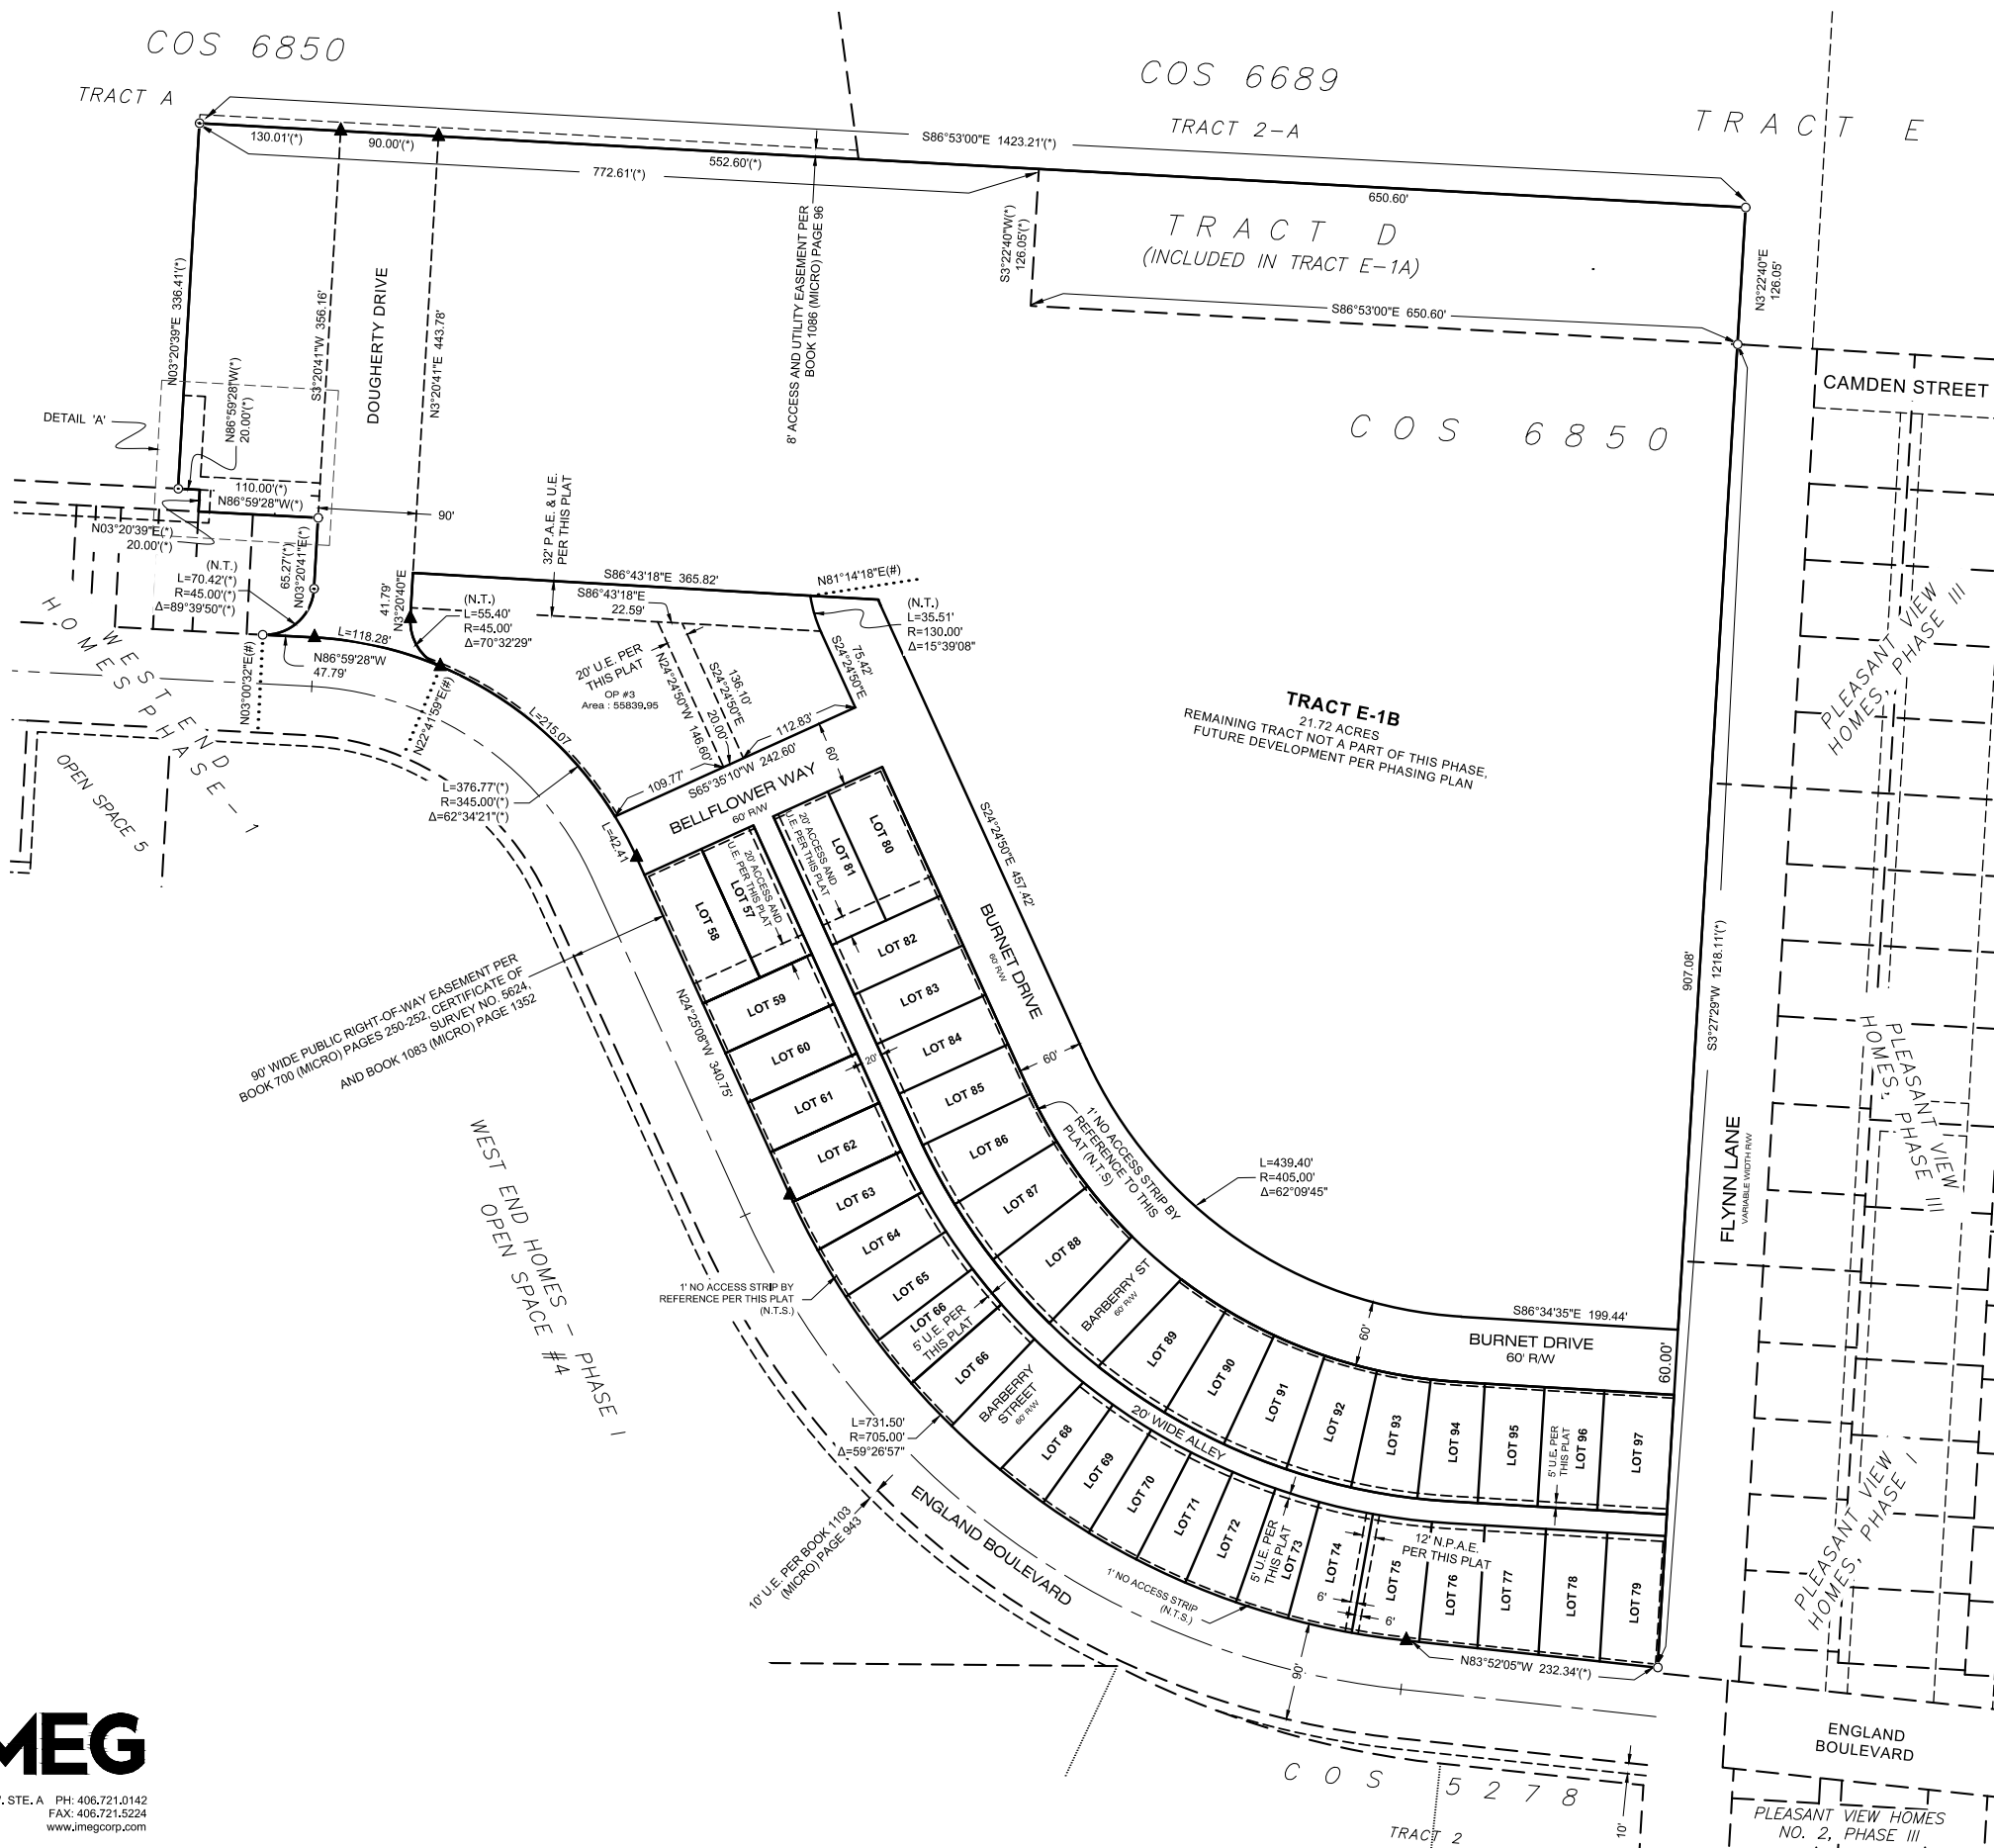 COS 6850
TRACT A
COS 6689
TRACT 2-A
TRACT E
130.01'(*)
90.00'(*)
552.60'(*)
772.61'(*)
S86°53'00"E 1423.21'(*)
650.60'
TRACT D
(INCLUDED IN TRACT E-1A)
S3°22'40"W(*)
126.05'(*)
S86°53'00"E 650.60'
N3°22'40"E
126.05'
N03°20'39"E 336.41'(*)
S3°20'41"W 356.16'
DOUGHERTY DRIVE
N3°20'41"E 443.78'
8' ACCESS AND UTILITY EASEMENT PER
BOOK 1086 (MICRO) PAGE 96
COS 6850
CAMDEN STREET
DETAIL 'A'
N86°59'28"W(*)
20.00'(*)
110.00'(*)
N86°59'28"W(*)
N03°20'39"E(*)
20.00'(*)
90'
65.27'(*)
N03°20'41"E(*)
(N.T.)
L=70.42'(*)
R=45.00'(*)
Δ=89°39'50"(*)
32' P.A.E. & U.E.
PER THIS PLAT
S86°43'18"E 365.82'
N81°14'18"E(#)
S86°43'18"E
22.59'
41.79'
N3°20'40"E
(N.T.)
L=55.40'
R=45.00'
Δ=70°32'29"
(N.T.)
L=35.51'
R=130.00'
Δ=15°39'08"
75.42'
S24°24'50"E
L=118.28'
N86°59'28"W
47.79'
N03°00'32"E(#)
N22°41'59"E(#)
20' U.E. PER
THIS PLAT
OP #3
Area : 55839.95
N24°24'50"W 146.60'
20.00'
S24°24'50"E
136.10'
112.83'
109.77'
S65°35'10"W 242.60'
60'
BELLFLOWER WAY
60' R/W
L=215.07
L=42.41
L=376.77'(*)
R=345.00'(*)
Δ=62°34'21"(*)
WEST END
HOMES PHASE - 1
OPEN SPACE 5
TRACT E-1B
21.72 ACRES
REMAINING TRACT NOT A PART OF THIS PHASE,
FUTURE DEVELOPMENT PER PHASING PLAN
PLEASANT VIEW
HOMES, PHASE III
S24°24'50"E 457.42'
LOT 80
LOT 81
20' ACCESS AND
U.E. PER THIS PLAT
20' ACCESS AND
U.E. PER THIS PLAT
LOT 57
LOT 58
LOT 82
LOT 83
LOT 84
LOT 85
LOT 86
LOT 87
LOT 88
BURNET DRIVE
60' R/W
LOT 59
LOT 60
LOT 61
LOT 62
LOT 63
LOT 64
LOT 65
LOT 66
5' U.E. PER
THIS PLAT
LOT 66
20'
60'
N24°25'08"W 340.75'
90' WIDE PUBLIC RIGHT-OF-WAY EASEMENT PER
BOOK 700 (MICRO) PAGES 250-252, CERTIFICATE OF
SURVEY NO. 5624,
AND BOOK 1083 (MICRO) PAGE 1352
907.08'
S3°27'29"W 1218.11'(*)
PLEASANT VIEW
HOMES, PHASE III
FLYNN LANE
VARIABLE WIDTH R/W
1' NO ACCESS STRIP BY
REFERENCE TO THIS
PLAT (N.T.S)
L=439.40'
R=405.00'
Δ=62°09'45"
WEST END HOMES - PHASE I
OPEN SPACE #4
1' NO ACCESS STRIP BY
REFERENCE PER THIS PLAT
(N.T.S.)
BARBERRY ST
60' R/W
S86°34'35"E 199.44'
BURNET DRIVE
60' R/W
60.00'
60'
LOT 89
LOT 90
LOT 91
LOT 92
LOT 93
LOT 94
LOT 95
5' U.E. PER
THIS PLAT
LOT 96
LOT 97
BARBERRY
STREET
60' R/W
20' WIDE ALLEY
L=731.50'
R=705.00'
Δ=59°26'57"
LOT 68
LOT 69
LOT 70
LOT 71
LOT 72
5' U.E. PER
THIS PLAT
LOT 73
LOT 74
12' N.P.A.E.
PER THIS PLAT
LOT 75
LOT 76
LOT 77
LOT 78
LOT 79
6'
6'
10' U.E. PER BOOK 1103
(MICRO) PAGE 943
ENGLAND BOULEVARD
1' NO ACCESS STRIP
(N.T.S.)
90'
N83°52'05"W 232.34'(*)
PLEASANT VIEW
HOMES, PHASE I
ENGLAND
BOULEVARD
COS 5278
TRACT 2
10'
PLEASANT VIEW HOMES
NO. 2, PHASE III
MEG
STE. A PH: 406.721.0142
FAX: 406.721.5224
www.imegcorp.com